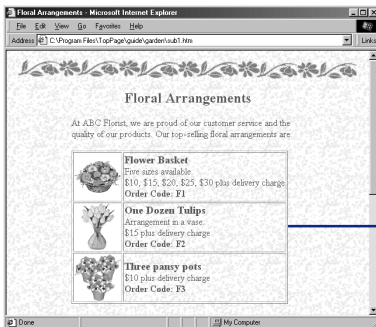 Floral Arrangements - Microsoft Internet Explorer
File Edit View Go Favorites Help
Address C:\Program Files\TopPage\guide\garden\sub1.htm Links
Floral Arrangements
At ABC Florist, we are proud of our customer service and the
quality of our products. Our top-selling floral arrangements are
Flower Basket
Five sizes available.
$10, $15, $20, $25, $30 plus delivery charge
Order Code: F1
One Dozen Tulips
Arrangement in a vase.
$15 plus delivery charge
Order Code: F2
Three pansy pots
$10 plus delivery charge
Order Code: F3
Done My Computer